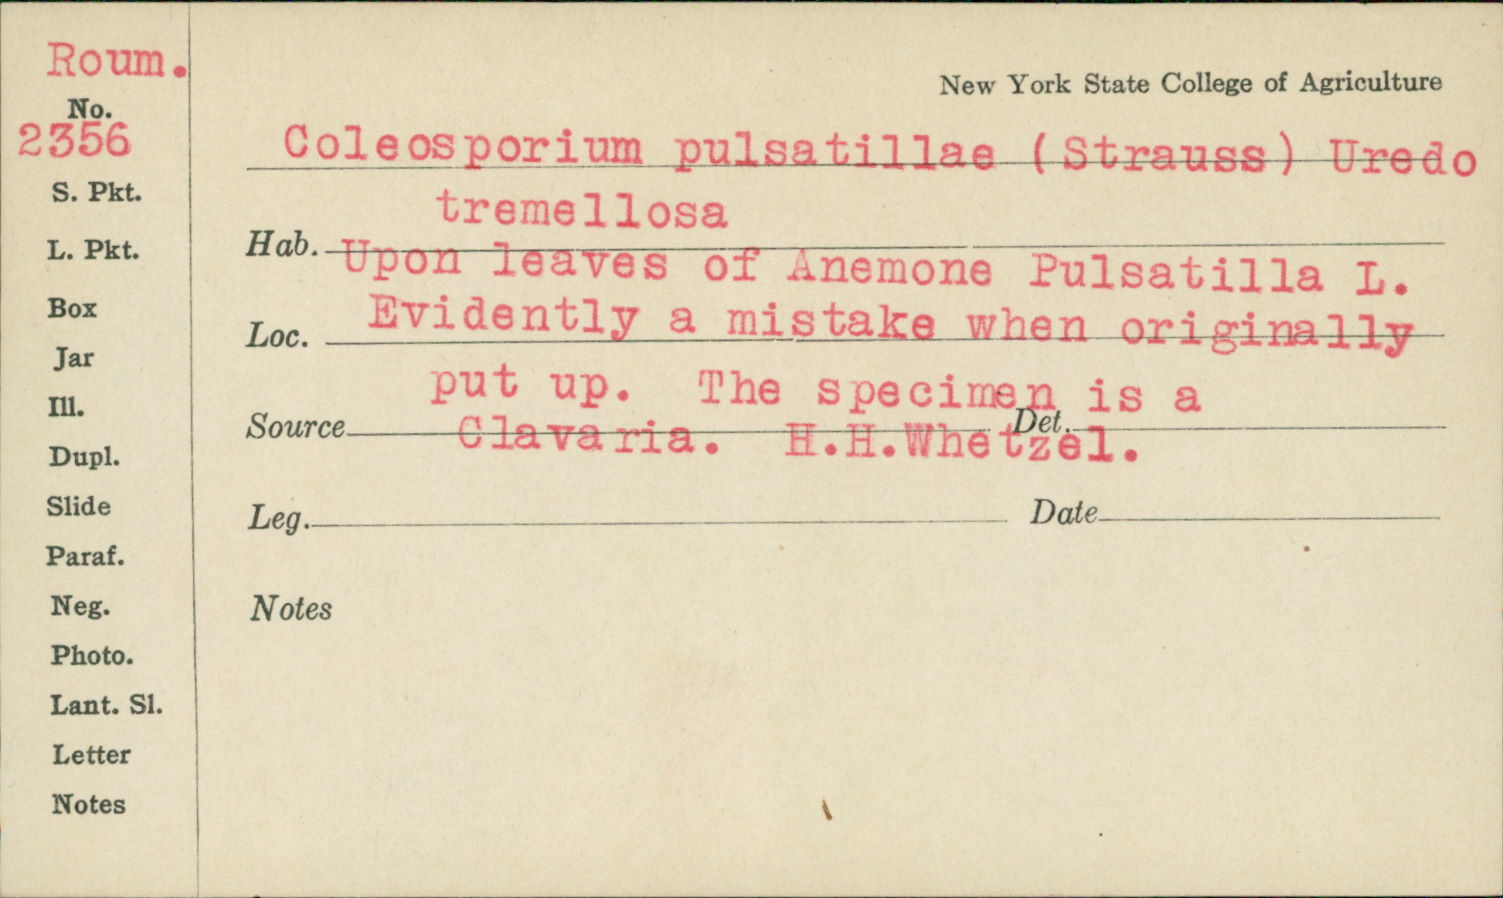 Roum.
New York State College of Agriculture
No.
2356
Coleosporium pulsatillae (Strauss) Uredo
tremellosa
S. Pkt.
Hab. Upon leaves of Anemone Pulsatilla L.
L. Pkt.
Box
Evidently a mistake when originally
Loc.
Jar
put up. The specimen is a
Ill.
Source Clavaria. H.H.Whetzel. Det.
Dupl.
Slide
Leg. Date
Paraf.
Neg.
Notes
Photo.
Lant. Sl.
Letter
Notes